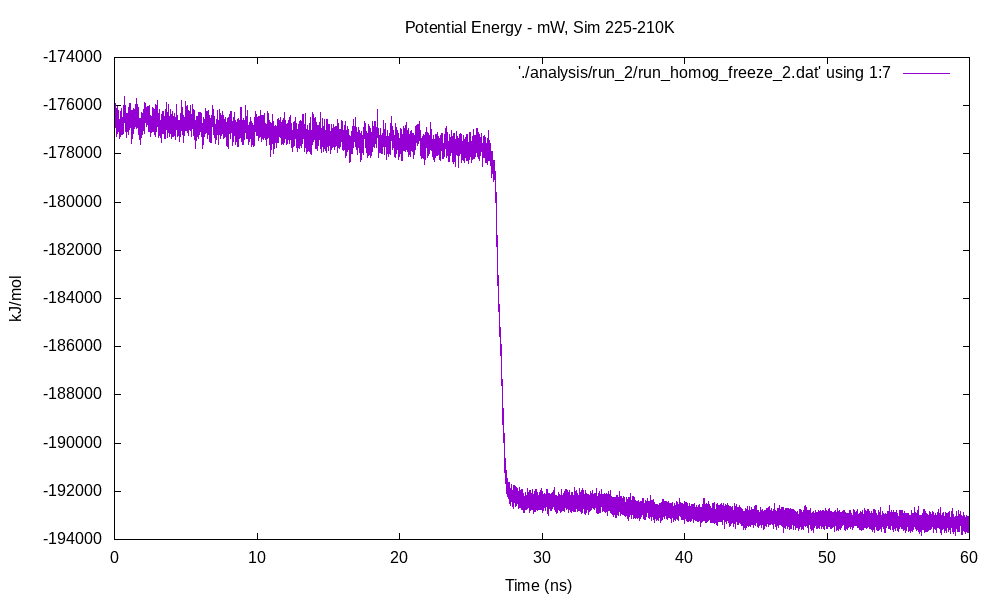 Potential Energy - mW, Sim 225-210K
'./analysis/run_2/run_homog_freeze_2.dat' using 1:7
-174000
-176000
-178000
-180000
-182000
-184000
-186000
-188000
-190000
-192000
-194000
kJ/mol
0 10 20 30 40 50 60
Time (ns)